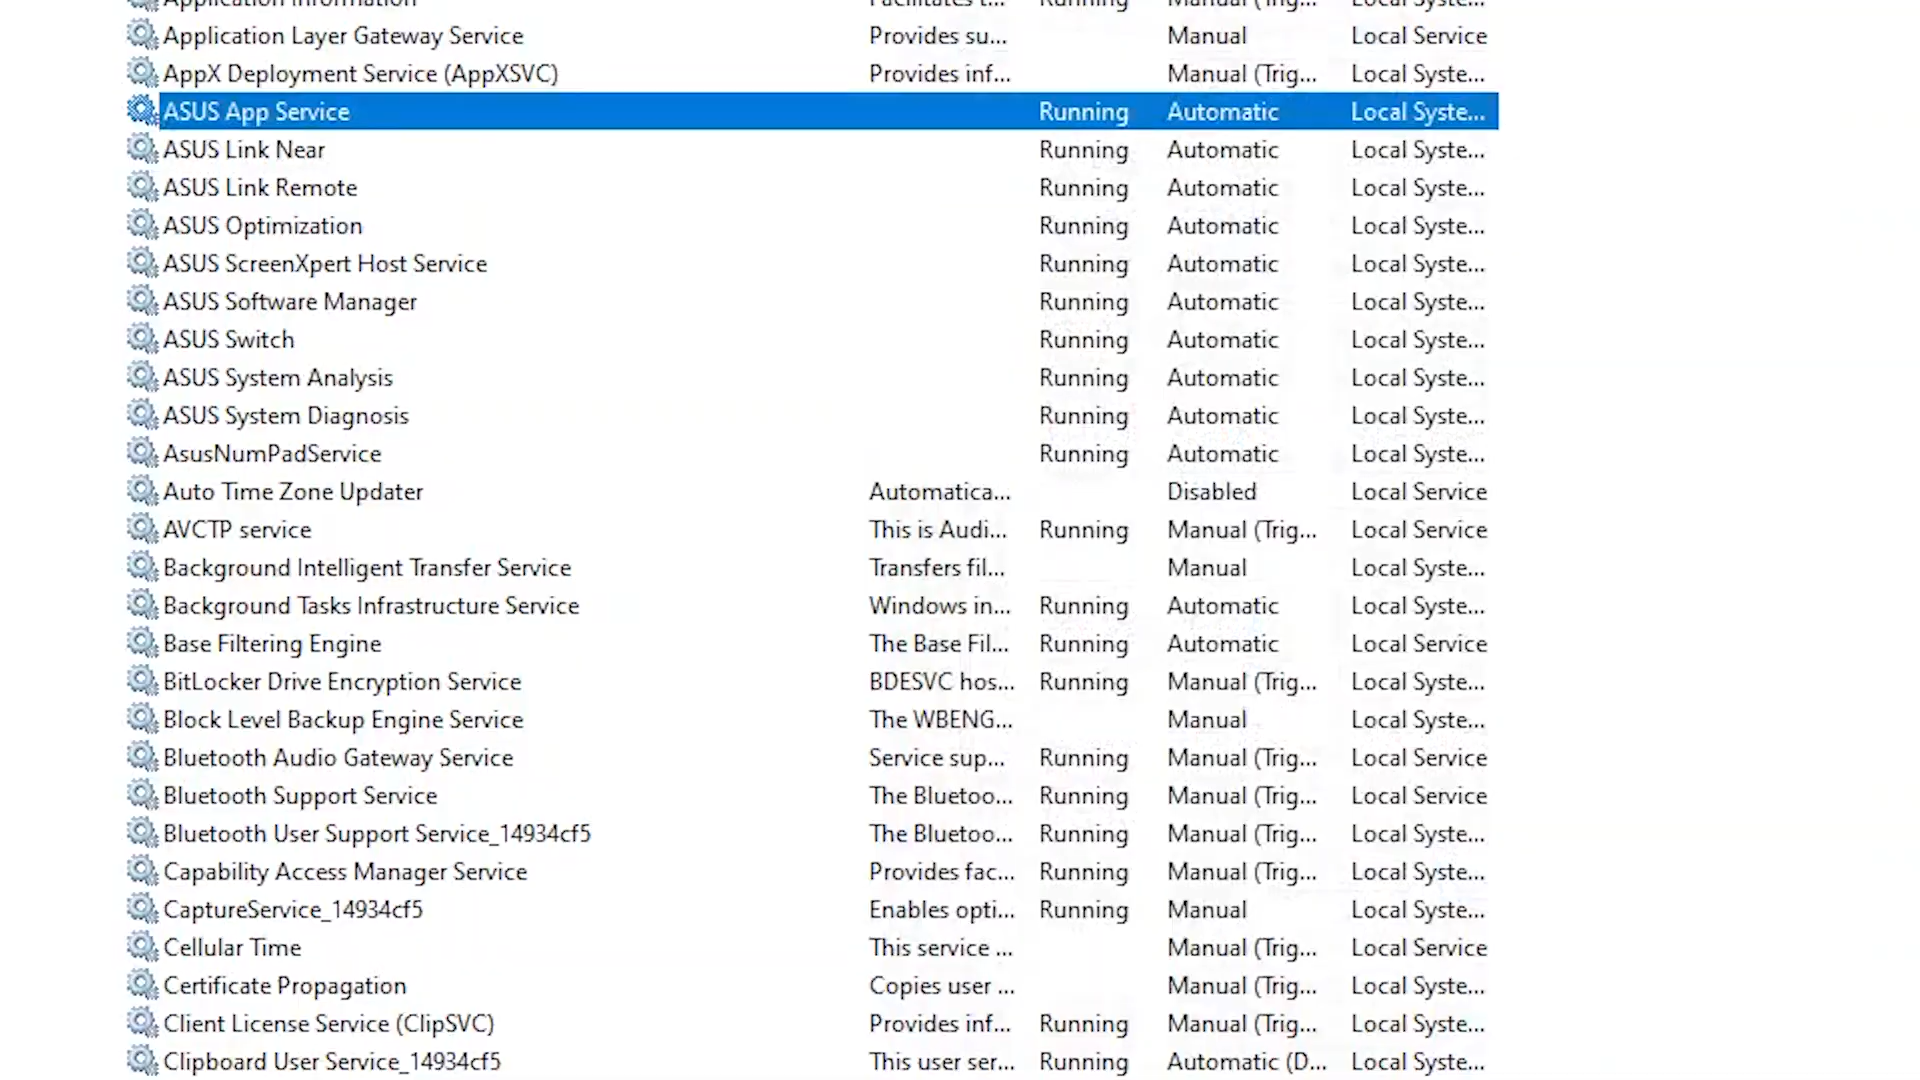 Application Information Facilitates t... Running Manual (Trig... Local Syste...
Application Layer Gateway Service Provides su... Manual Local Service
AppX Deployment Service (AppXSVC) Provides inf... Manual (Trig... Local Syste...
ASUS App Service Running Automatic Local Syste...
ASUS Link Near Running Automatic Local Syste...
ASUS Link Remote Running Automatic Local Syste...
ASUS Optimization Running Automatic Local Syste...
ASUS ScreenXpert Host Service Running Automatic Local Syste...
ASUS Software Manager Running Automatic Local Syste...
ASUS Switch Running Automatic Local Syste...
ASUS System Analysis Running Automatic Local Syste...
ASUS System Diagnosis Running Automatic Local Syste...
AsusNumPadService Running Automatic Local Syste...
Auto Time Zone Updater Automatica... Disabled Local Service
AVCTP service This is Audi... Running Manual (Trig... Local Service
Background Intelligent Transfer Service Transfers fil... Manual Local Syste...
Background Tasks Infrastructure Service Windows in... Running Automatic Local Syste...
Base Filtering Engine The Base Fil... Running Automatic Local Service
BitLocker Drive Encryption Service BDESVC hos... Running Manual (Trig... Local Syste...
Block Level Backup Engine Service The WBENG... Manual Local Syste...
Bluetooth Audio Gateway Service Service sup... Running Manual (Trig... Local Service
Bluetooth Support Service The Bluetoo... Running Manual (Trig... Local Service
Bluetooth User Support Service_14934cf5 The Bluetoo... Running Manual (Trig... Local Syste...
Capability Access Manager Service Provides fac... Running Manual (Trig... Local Syste...
CaptureService_14934cf5 Enables opti... Running Manual Local Syste...
Cellular Time This service ... Manual (Trig... Local Service
Certificate Propagation Copies user ... Manual (Trig... Local Syste...
Client License Service (ClipSVC) Provides inf... Running Manual (Trig... Local Syste...
Clipboard User Service_14934cf5 This user ser... Running Automatic (D... Local Syste...